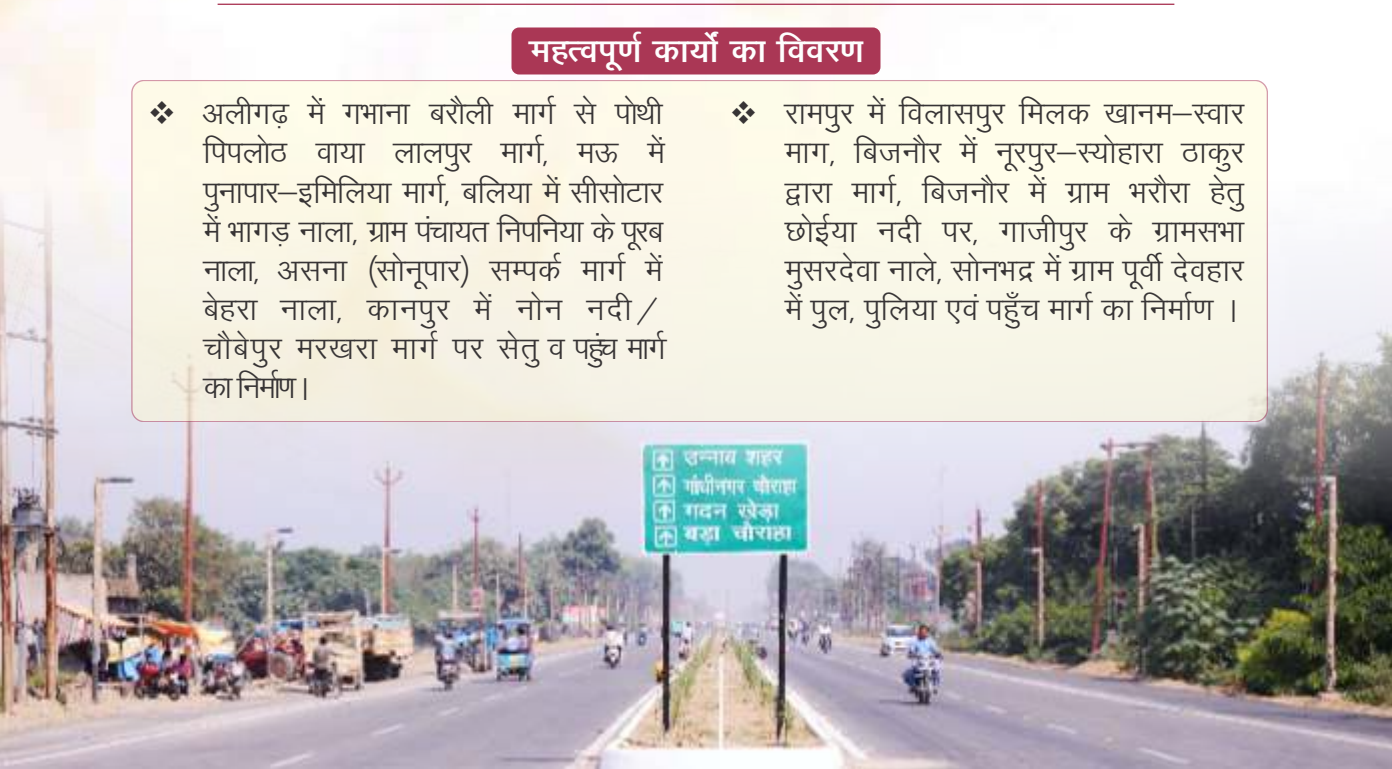 महत्वपूर्ण कार्यों का विवरण
❖ अलीगढ़ में गभाना बरौली मार्ग से पोथी
पिपलोठ वाया लालपुर मार्ग, मऊ में
पुनापार–इमिलिया मार्ग, बलिया में सीसोटार
में भागड़ नाला, ग्राम पंचायत निपनिया के पूरब
नाला, असना (सोनूपार) सम्पर्क मार्ग में
बेहरा नाला, कानपुर में नोन नदी/
चौबेपुर मरखरा मार्ग पर सेतु व पहुंच मार्ग
का निर्माण।
❖ रामपुर में विलासपुर मिलक खानम–स्वार
माग, बिजनौर में नूरपुर–स्योहारा ठाकुर
द्वारा मार्ग, बिजनौर में ग्राम भरौरा हेतु
छोईया नदी पर, गाजीपुर के ग्रामसभा
मुसरदेवा नाले, सोनभद्र में ग्राम पूर्वी देवहार
में पुल, पुलिया एवं पहुँच मार्ग का निर्माण ।
उन्नाव शहर
गांधीनगर चौराहा
गदन खेड़ा
बड़ा चौराहा